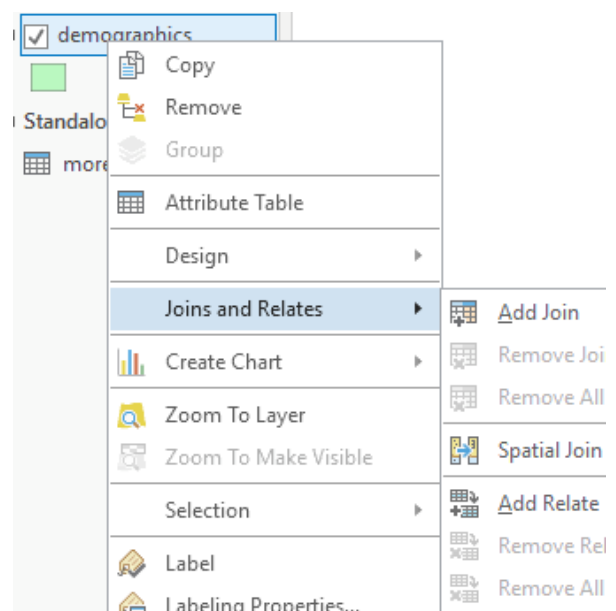 demographics
Copy
Remove
Group
Standalo
more
Attribute Table
Design
Joins and Relates
Add Join
Remove Joi
Create Chart
Remove All
Zoom To Layer
Spatial Join
Zoom To Make Visible
Selection
Add Relate
Remove Rel
Label
Remove All
Labeling Properties...